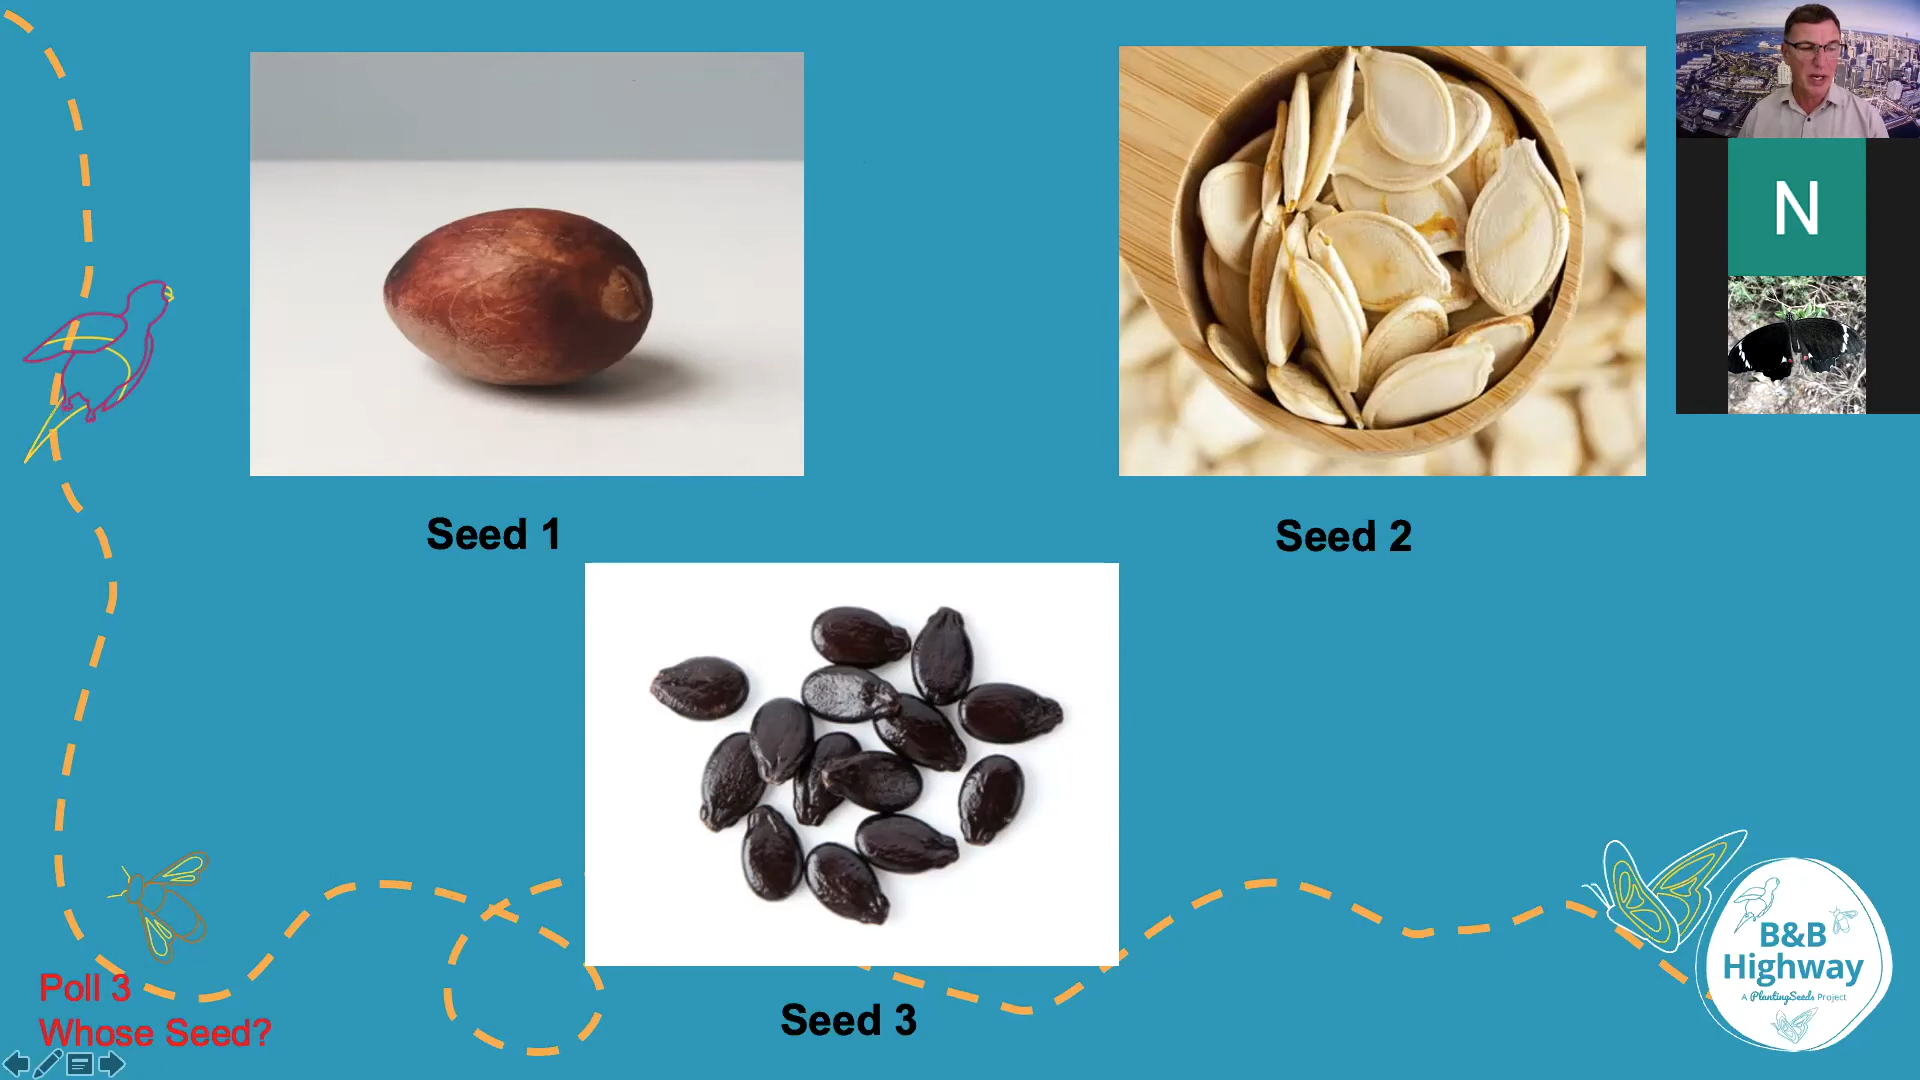 N
Seed 1
Seed 2
Seed 3
Poll 3
Whose Seed?
B&B
Highway
A PlantingSeeds Project